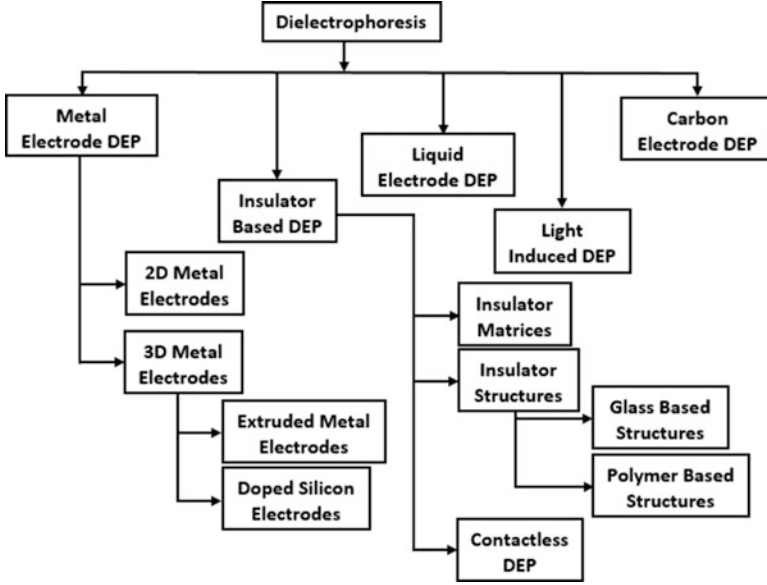 Dielectrophoresis
Metal
Electrode DEP
Insulator
Based DEP
Liquid
Electrode DEP
Light
Induced DEP
Carbon
Electrode DEP
2D Metal
Electrodes
3D Metal
Electrodes
Extruded Metal
Electrodes
Doped Silicon
Electrodes
Insulator
Matrices
Insulator
Structures
Glass Based
Structures
Polymer Based
Structures
Contactless
DEP